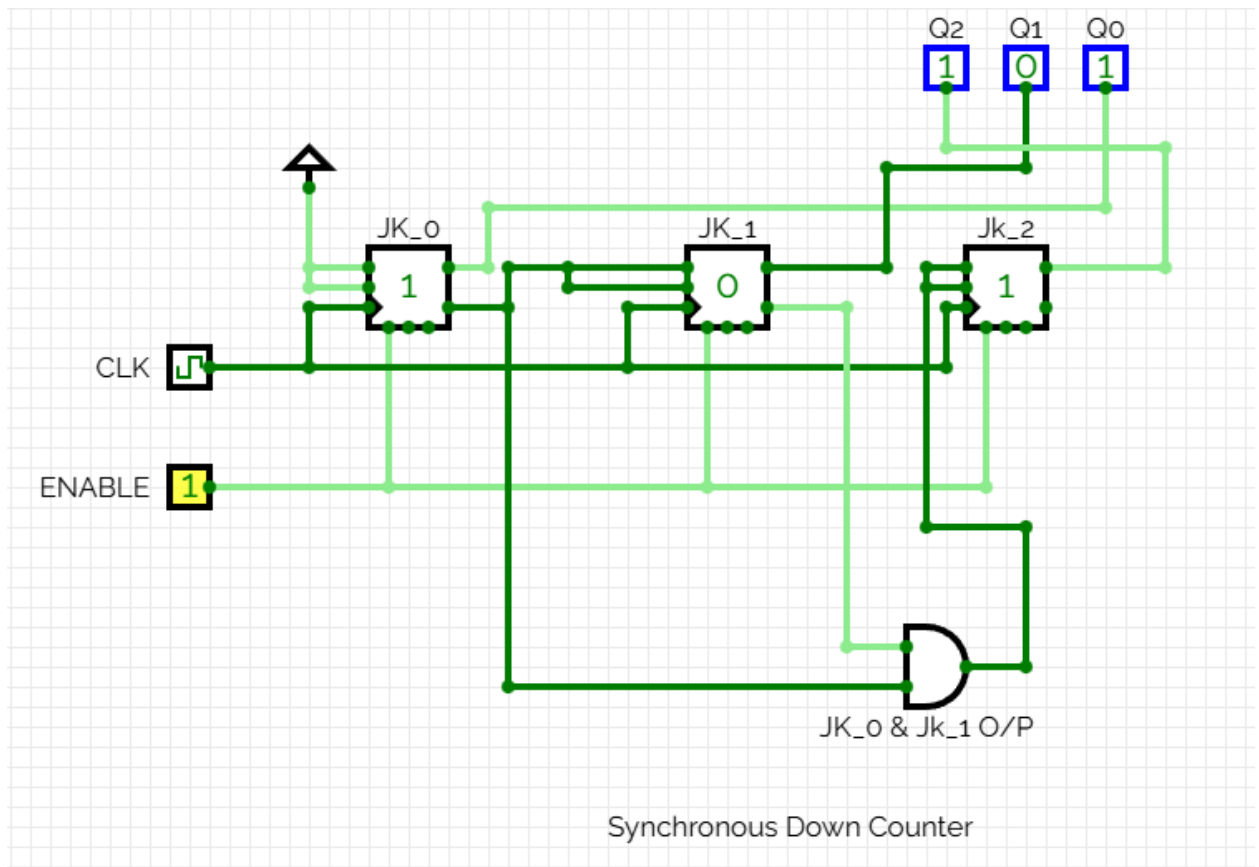 Q2 Q1 Q0
1 0 1
JK_0 JK_1 Jk_2
1 0 1
CLK
ENABLE 1
JK_0 & Jk_1 O/P
Synchronous Down Counter